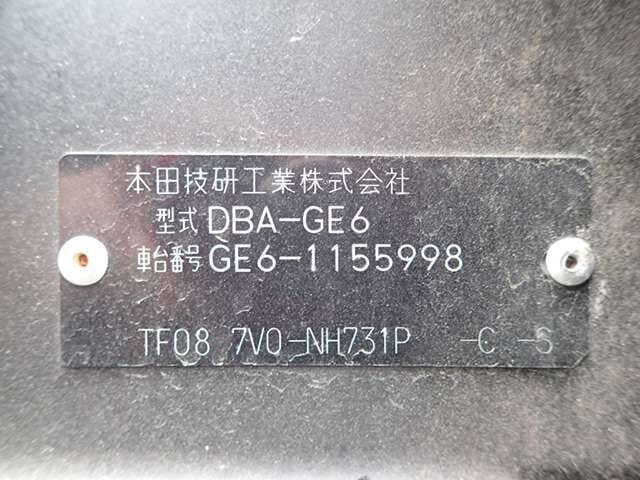 本田技研工業株式会社
型式 DBA-GE6
車台番号 GE6-1155998
TF08 7V0-NH731P -C -S